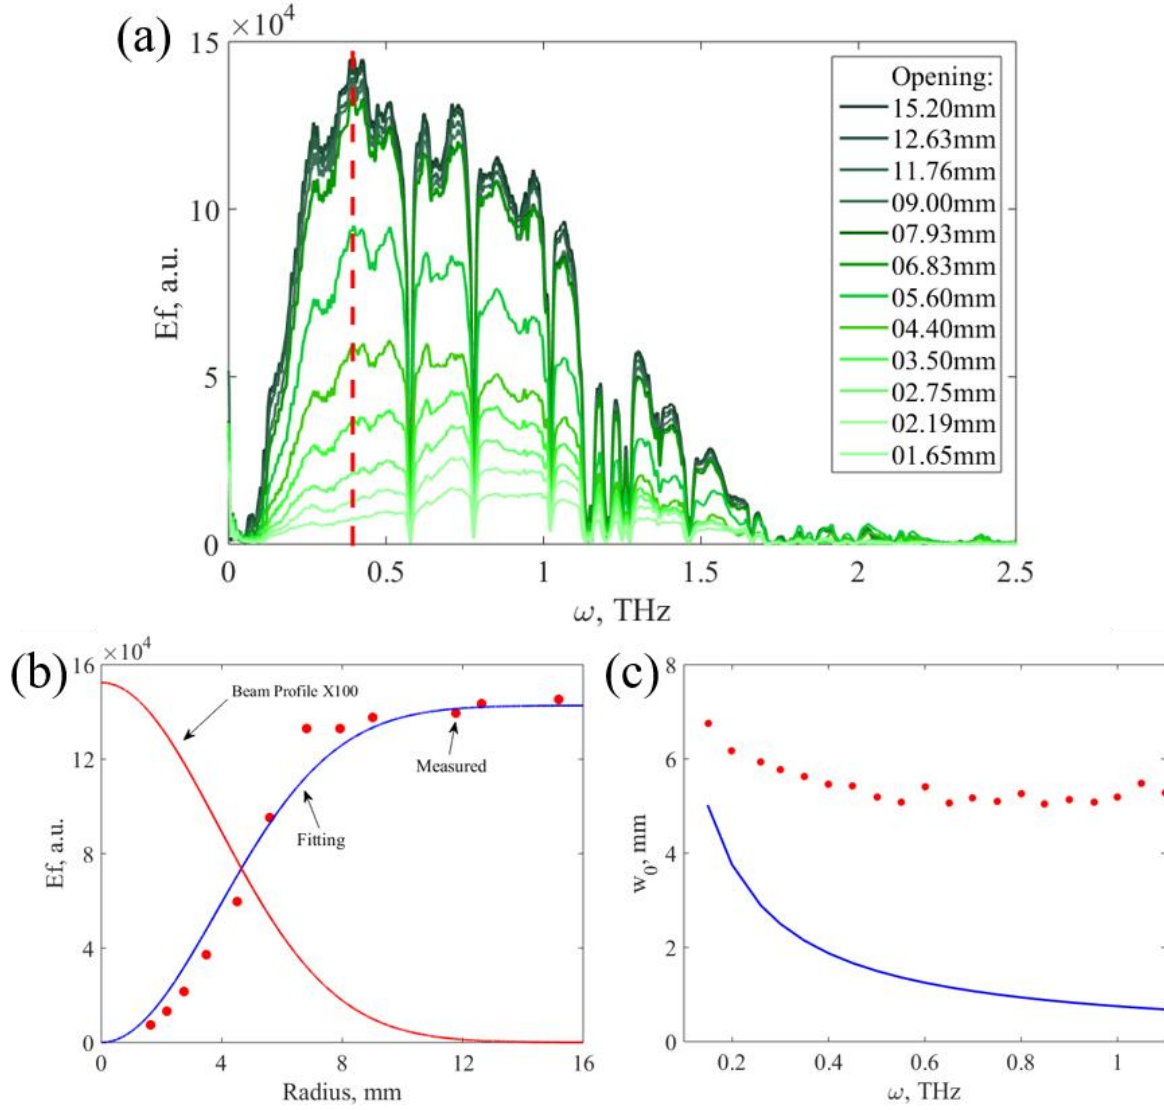 (a)
×10⁴
15
10
5
0
Ef, a.u.
0
0.5
1
1.5
2
2.5
ω, THz
Opening:
15.20mm
12.63mm
11.76mm
09.00mm
07.93mm
06.83mm
05.60mm
04.40mm
03.50mm
02.75mm
02.19mm
01.65mm
(b)
×10⁴
16
12
8
4
0
Ef, a.u.
Beam Profile X100
Measured
Fitting
0
4
8
12
16
Radius, mm
(c)
8
6
4
2
0
w₀, mm
0.2
0.4
0.6
0.8
1
ω, THz